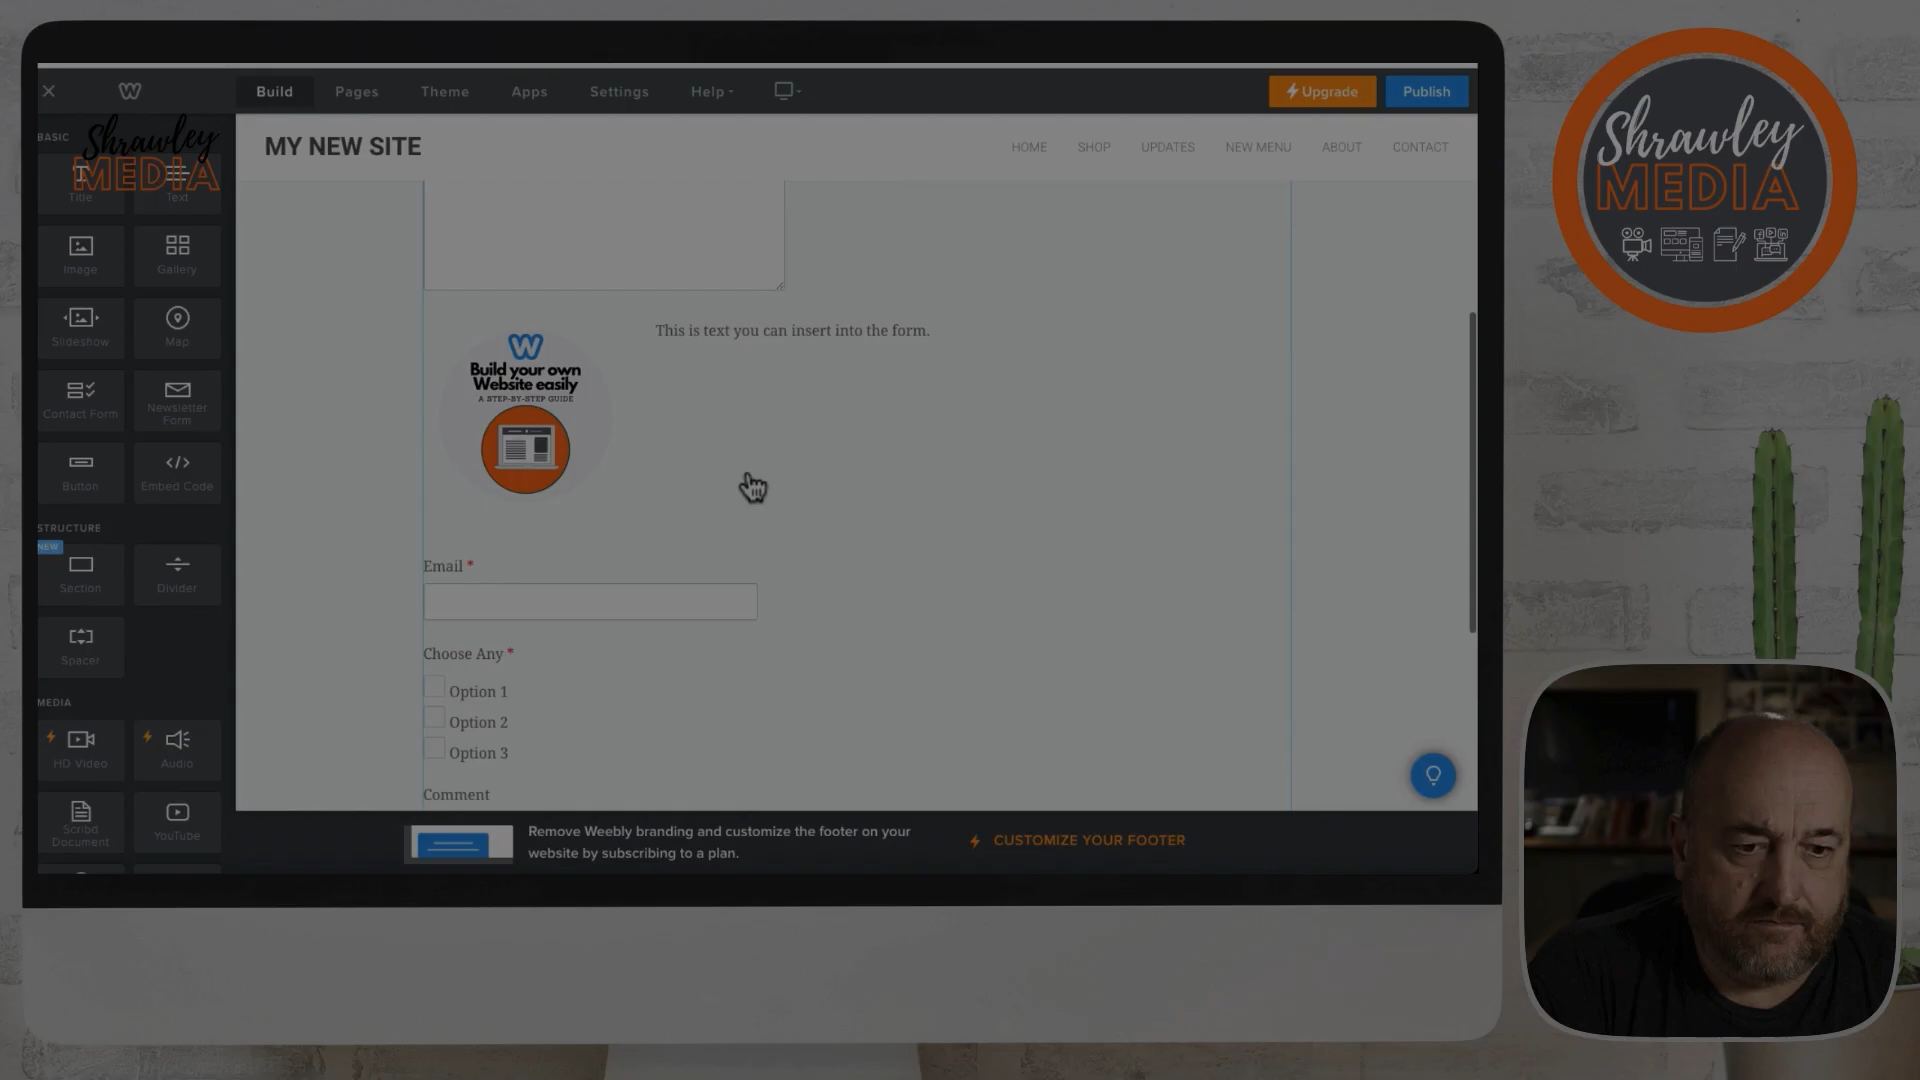 Build
Pages
Theme
Apps
Settings
Help
Upgrade
Publish
BASIC
Shrawley
MEDIA
Title
Text
Image
Gallery
Slideshow
Map
Contact Form
Newsletter
Form
Button
Embed Code
STRUCTURE
NEW
Section
Divider
Spacer
MEDIA
HD Video
Audio
Scribd
Document
YouTube
MY NEW SITE
HOME
SHOP
UPDATES
NEW MENU
ABOUT
CONTACT
This is text you can insert into the form.
Build your own
Website easily
A STEP-BY-STEP GUIDE
Email *
Choose Any *
Option 1
Option 2
Option 3
Comment
Remove Weebly branding and customize the footer on your
website by subscribing to a plan.
CUSTOMIZE YOUR FOOTER
Shrawley
MEDIA